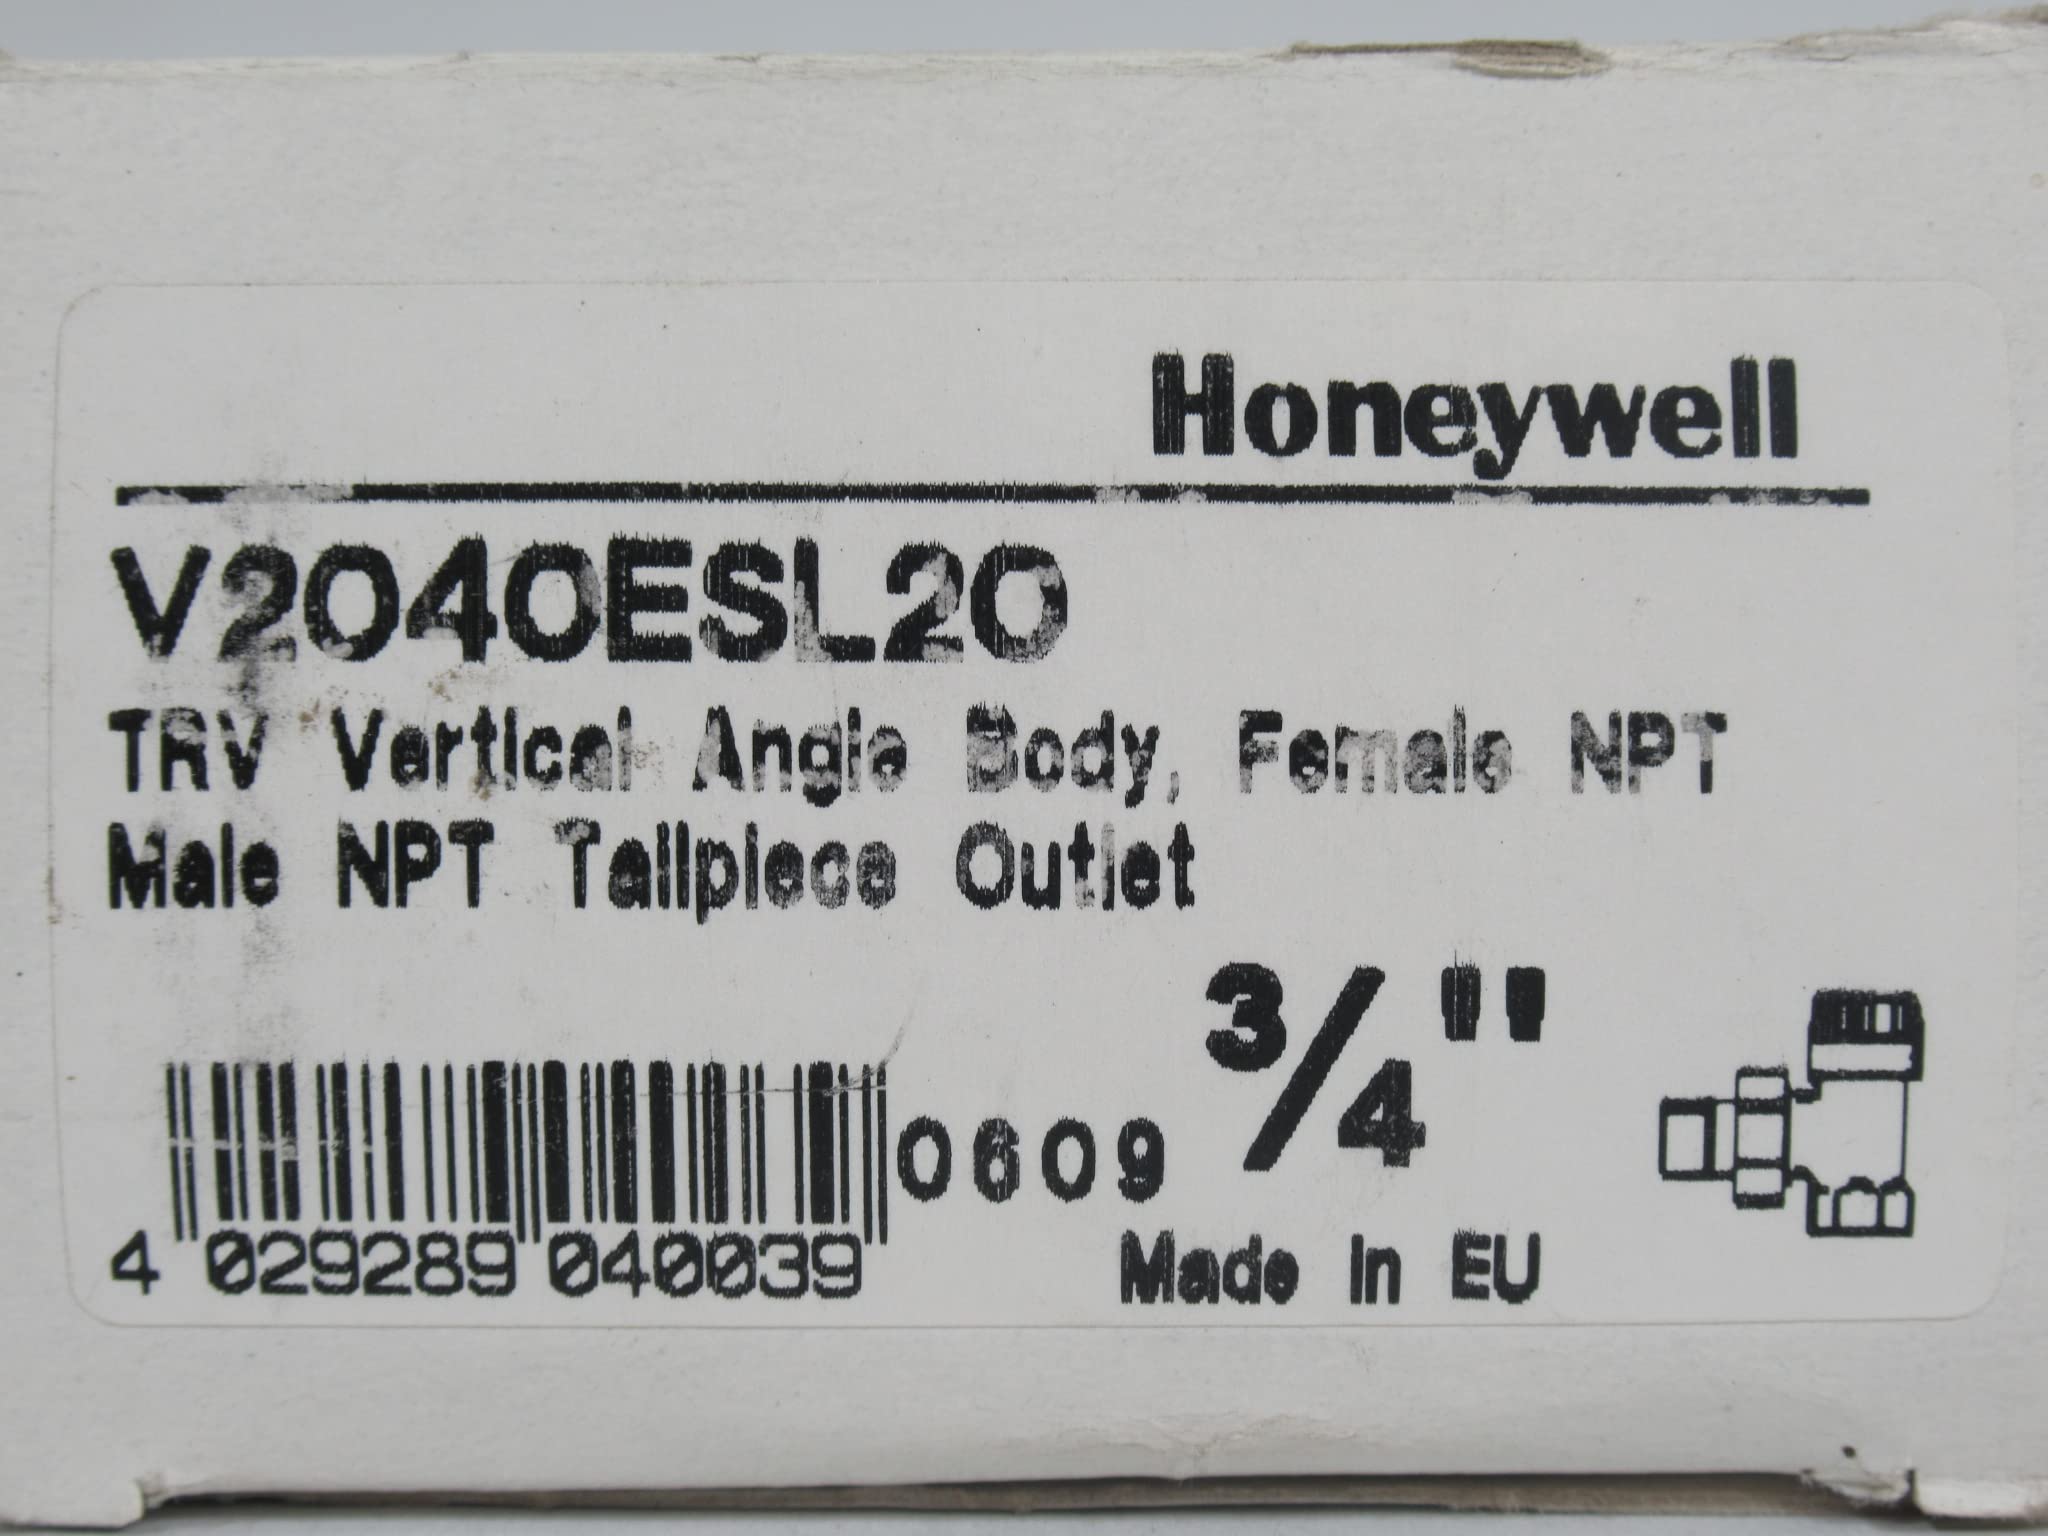 Honeywell
V2040ESL20
TRV Vertical Angle Body, Female NPT
Male NPT Tailpiece Outlet
3/4"
0609
4 029289 040039
Made in EU